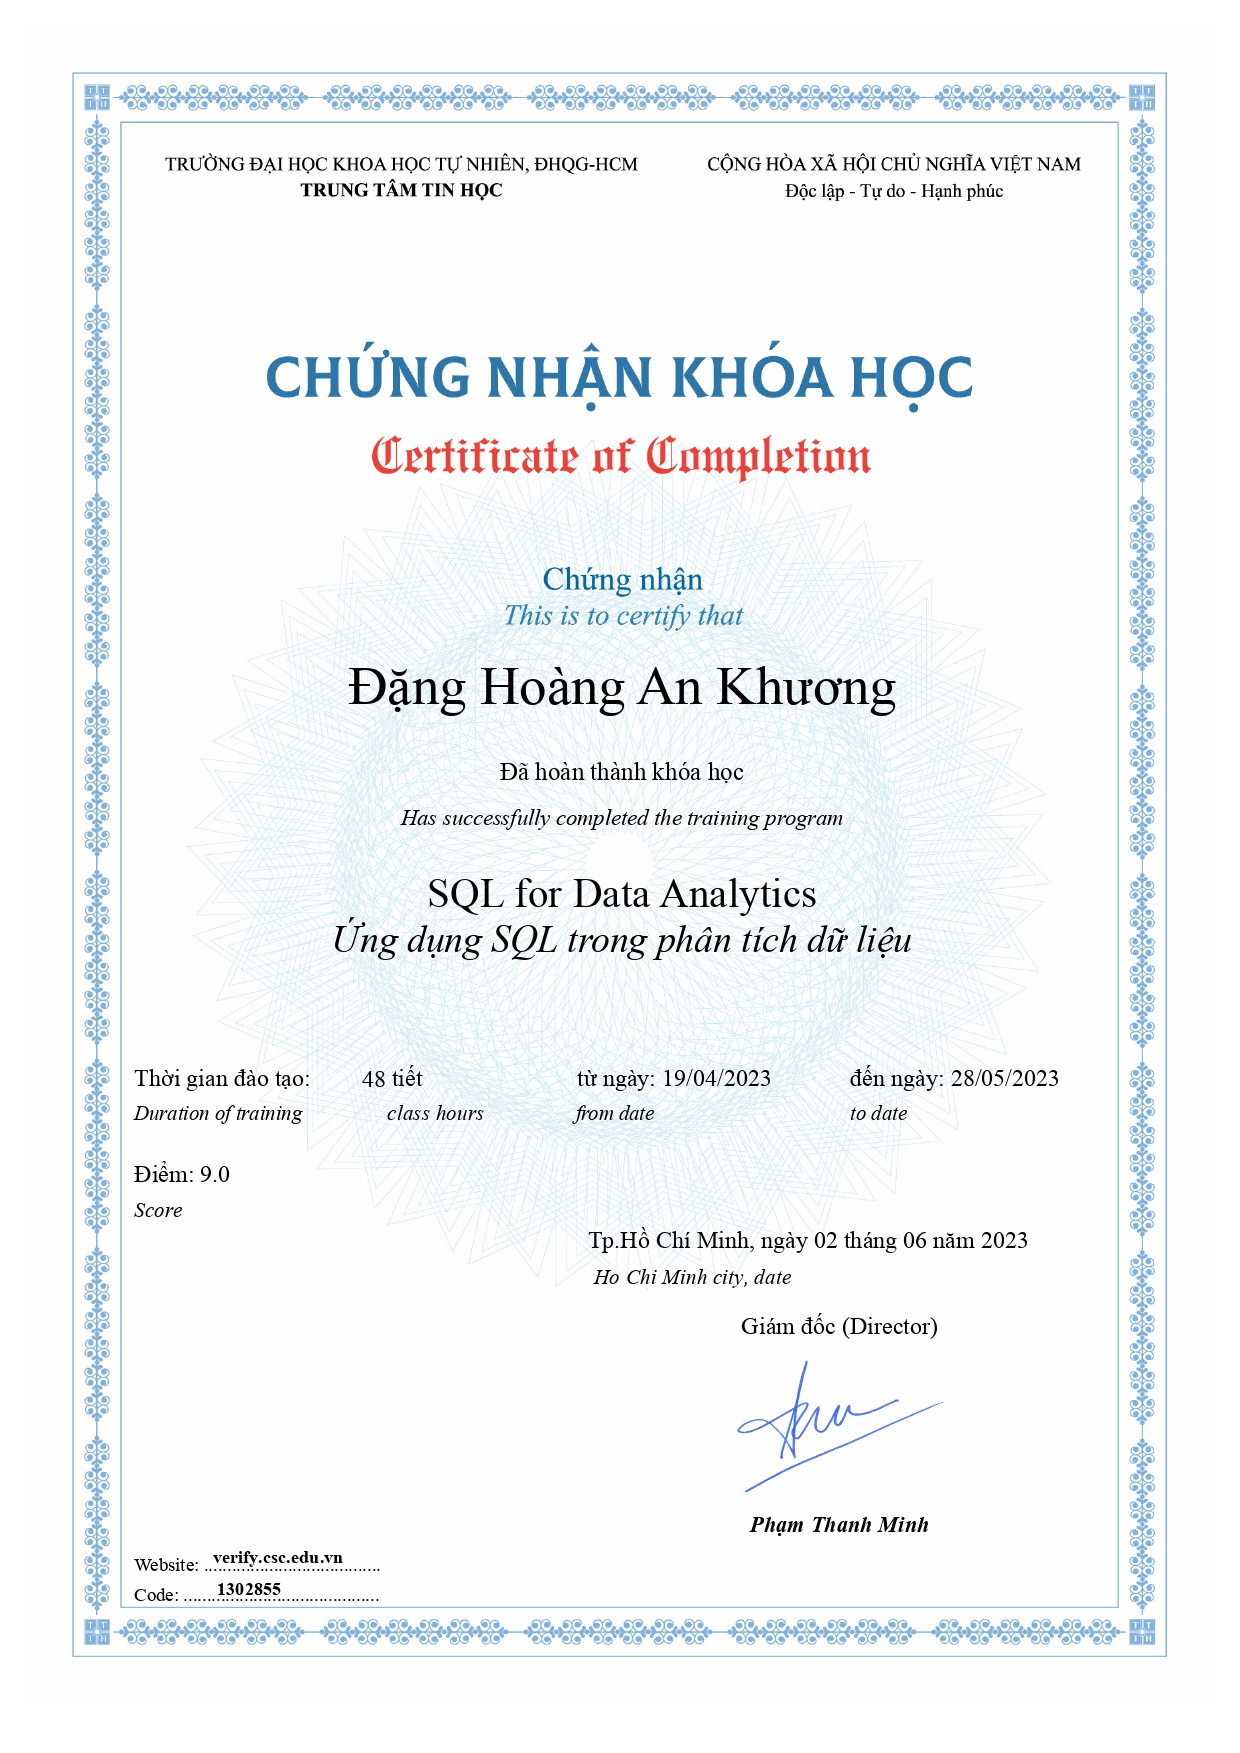 TRƯỜNG ĐẠI HỌC KHOA HỌC TỰ NHIÊN, ĐHQG-HCM
TRUNG TÂM TIN HỌC
CỘNG HÒA XÃ HỘI CHỦ NGHĨA VIỆT NAM
Độc lập - Tự do - Hạnh phúc
CHỨNG NHẬN KHÓA HỌC
Certificate of Completion
Chứng nhận
This is to certify that
Đặng Hoàng An Khương
Đã hoàn thành khóa học
Has successfully completed the training program
SQL for Data Analytics
Ứng dụng SQL trong phân tích dữ liệu
Thời gian đào tạo: 48 tiết từ ngày: 19/04/2023 đến ngày: 28/05/2023
Duration of training class hours from date to date
Điểm: 9.0
Score
Tp.Hồ Chí Minh, ngày 02 tháng 06 năm 2023
Ho Chi Minh city, date
Giám đốc (Director)
Phạm Thanh Minh
Website: verify.csc.edu.vn
Code: 1302855